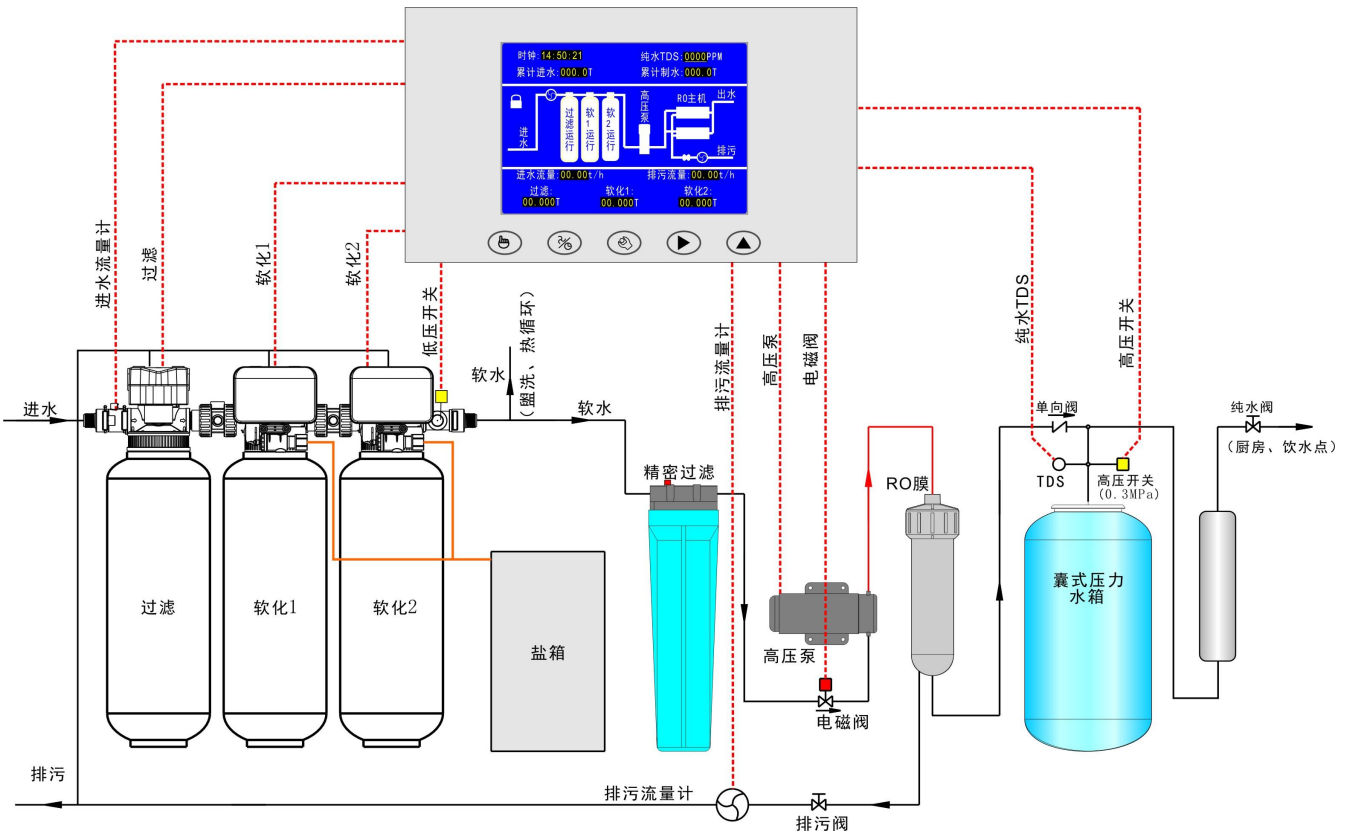 时钟:14:50:21
纯水TDS:0000PPM
累计进水:000.0T
累计制水:000.0T
高压泵
RO主机
出水
过滤运行
软1运行
软2运行
进水
排污
进水流量:00.00t/h
排污流量:00.00t/h
过滤:
软化1:
软化2:
00.000T
00.000T
00.000T
进水流量计
过滤
软化1
软化2
低压开关
排污流量计
高压泵
电磁阀
纯水TDS
高压开关
进水
软水
(盥洗、热循环)
软水
单向阀
纯水阀
(厨房、饮水点)
精密过滤
RO膜
TDS
高压开关
(0.3MPa)
过滤
软化1
软化2
盐箱
囊式压力
水箱
高压泵
电磁阀
排污
排污流量计
排污阀